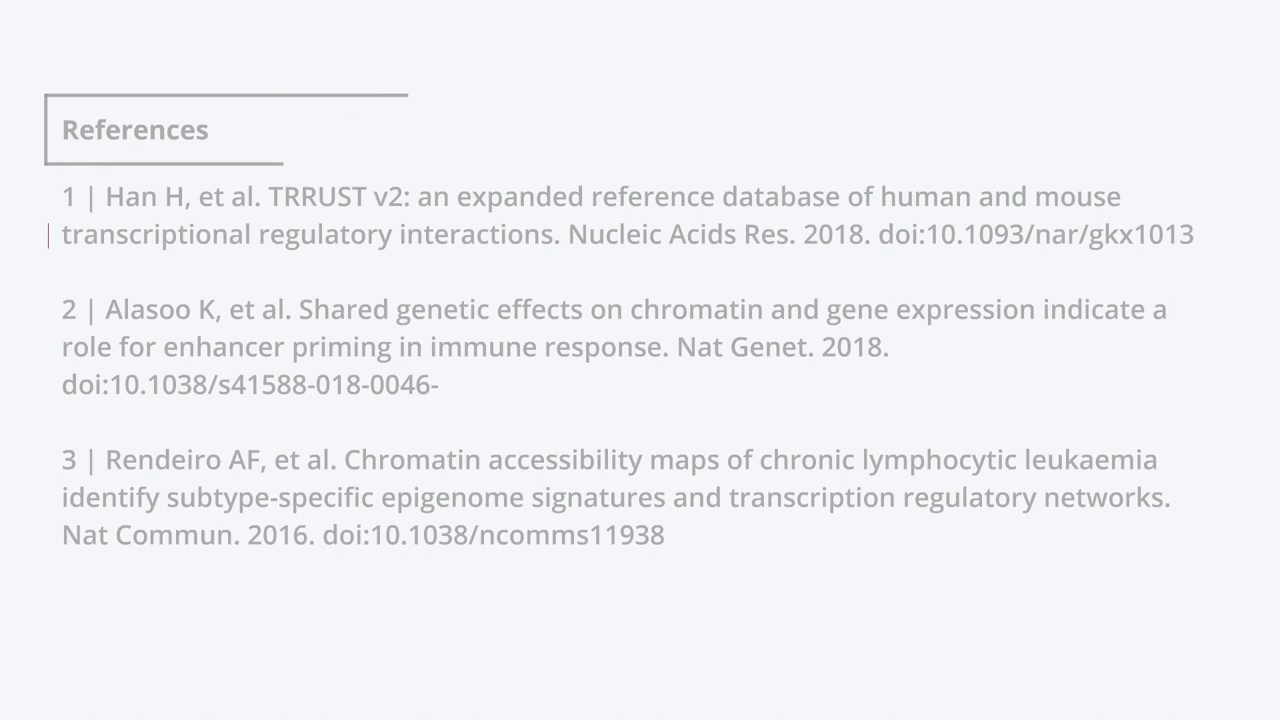 References
1 | Han H, et al. TRRUST v2: an expanded reference database of human and mouse
transcriptional regulatory interactions. Nucleic Acids Res. 2018. doi:10.1093/nar/gkx1013
2 | Alasoo K, et al. Shared genetic effects on chromatin and gene expression indicate a
role for enhancer priming in immune response. Nat Genet. 2018.
doi:10.1038/s41588-018-0046-
3 | Rendeiro AF, et al. Chromatin accessibility maps of chronic lymphocytic leukaemia
identify subtype-specific epigenome signatures and transcription regulatory networks.
Nat Commun. 2016. doi:10.1038/ncomms11938